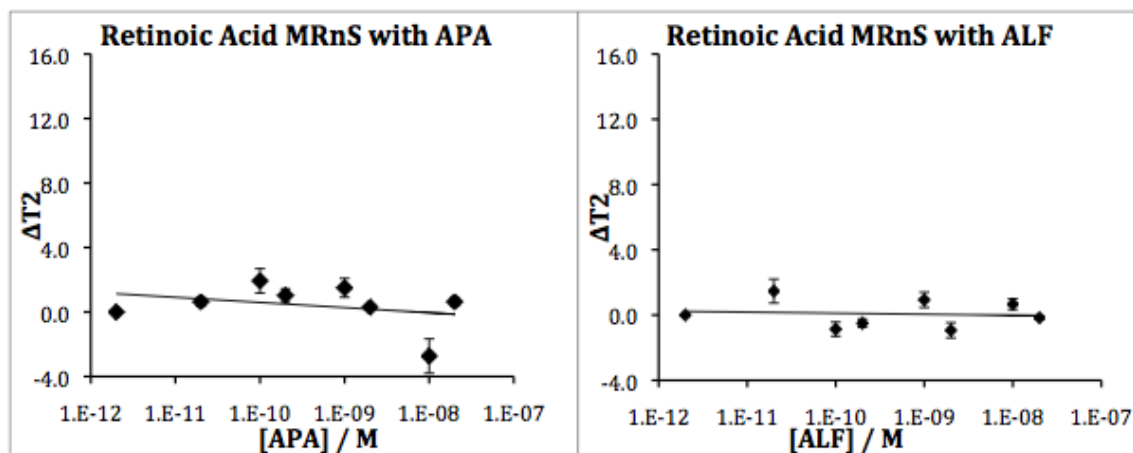 Retinoic Acid MRnS with APA
16.0
12.0
8.0
4.0
0.0
-4.0
ΔT2
1.E-12 1.E-11 1.E-10 1.E-09 1.E-08 1.E-07
[APA] / M
Retinoic Acid MRnS with ALF
16.0
12.0
8.0
4.0
0.0
-4.0
ΔT2
1.E-12 1.E-11 1.E-10 1.E-09 1.E-08 1.E-07
[ALF] / M